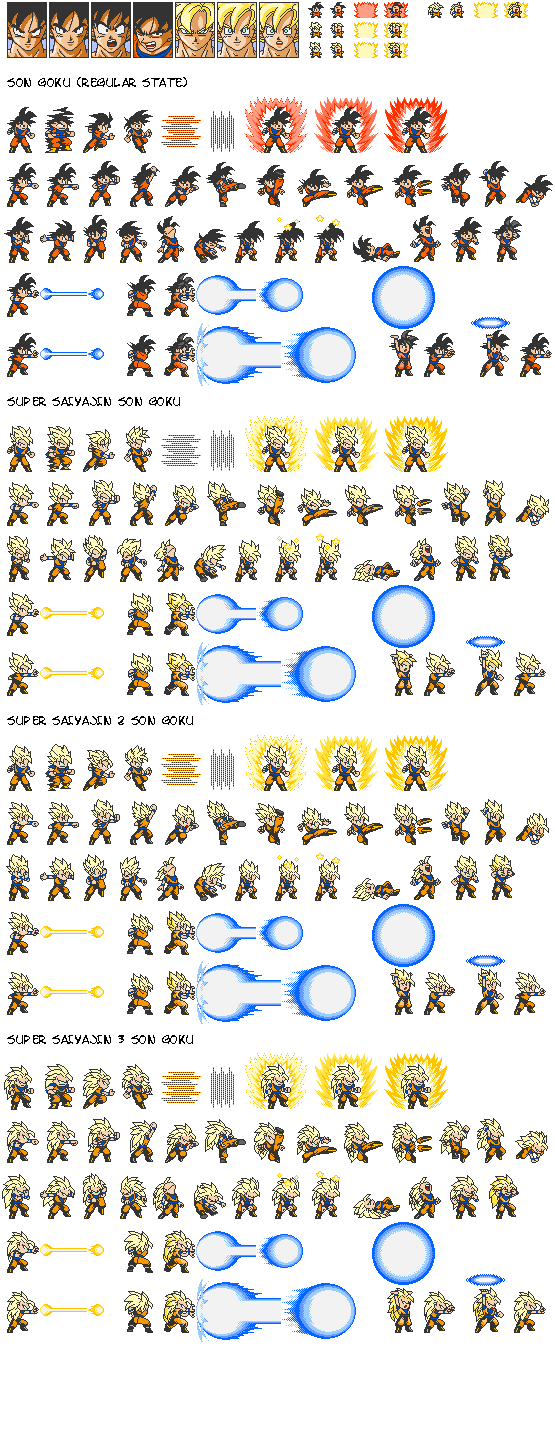 SON GOKU (REGULAR STATE)
SUPER SAIYAJIN SON GOKU
SUPER SAIYAJIN 2 SON GOKU
SUPER SAIYAJIN 3 SON GOKU